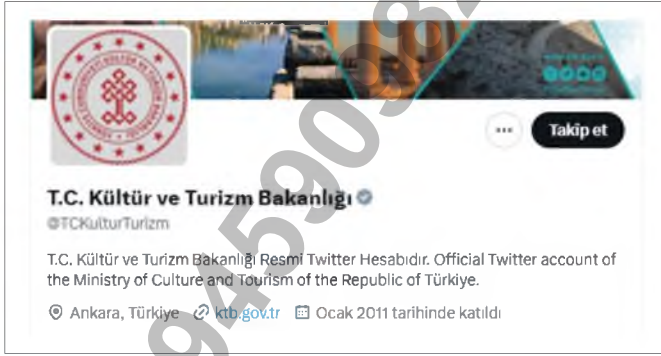 Takip et
T.C. Kültür ve Turizm Bakanlığı
@TCKulturTurizm
T.C. Kültür ve Turizm Bakanlığı Resmi Twitter Hesabıdır. Official Twitter account of
the Ministry of Culture and Tourism of the Republic of Türkiye.
Ankara, Türkiye ktb.gov.tr Ocak 2011 tarihinde katıldı